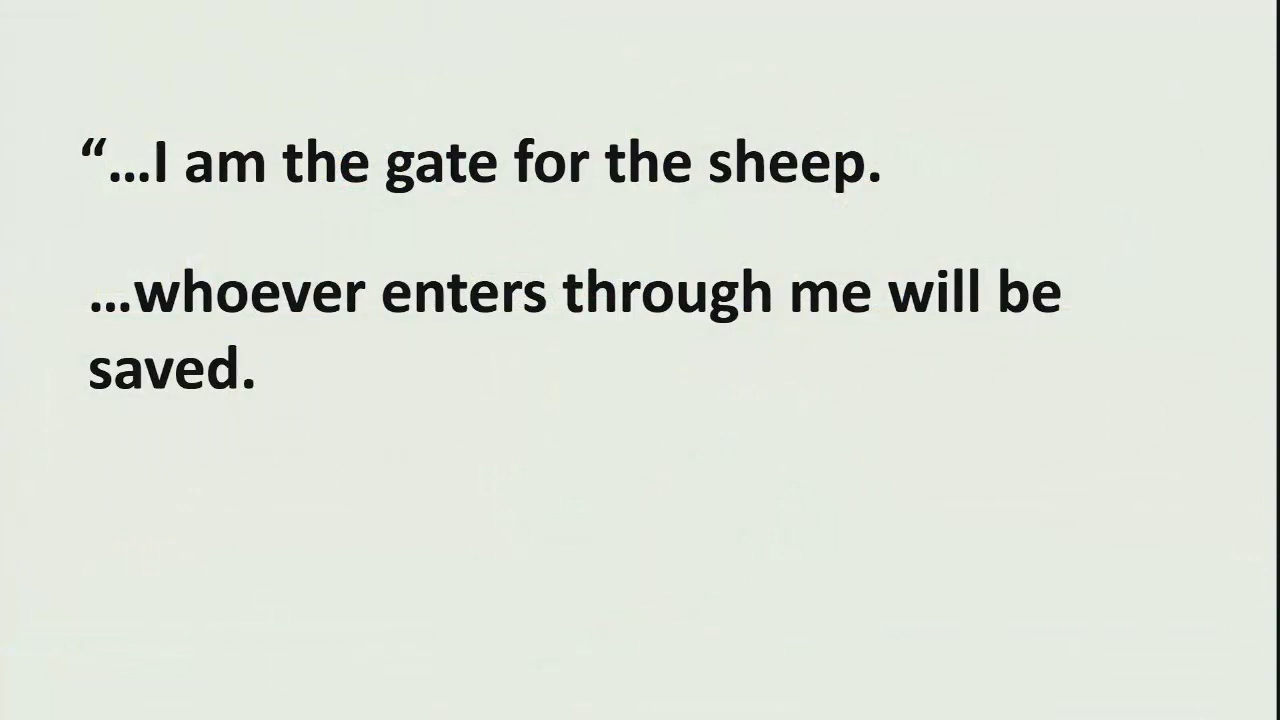 “…I am the gate for the sheep.
…whoever enters through me will be
saved.